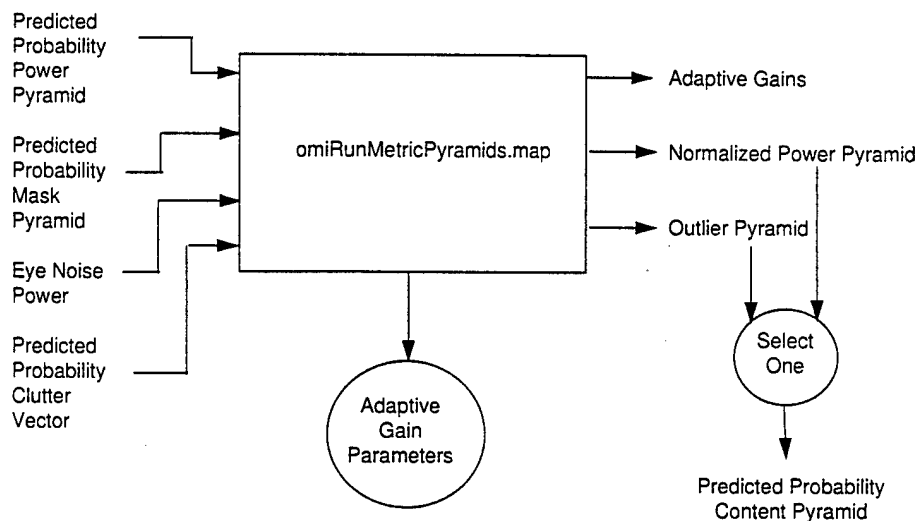 Predicted
Probability
Power
Pyramid
Predicted
Probability
Mask
Pyramid
Eye Noise
Power
Predicted
Probability
Clutter
Vector
omiRunMetricPyramids.map
Adaptive
Gain
Parameters
Adaptive Gains
Normalized Power Pyramid
Outlier Pyramid
Select
One
Predicted Probability
Content Pyramid